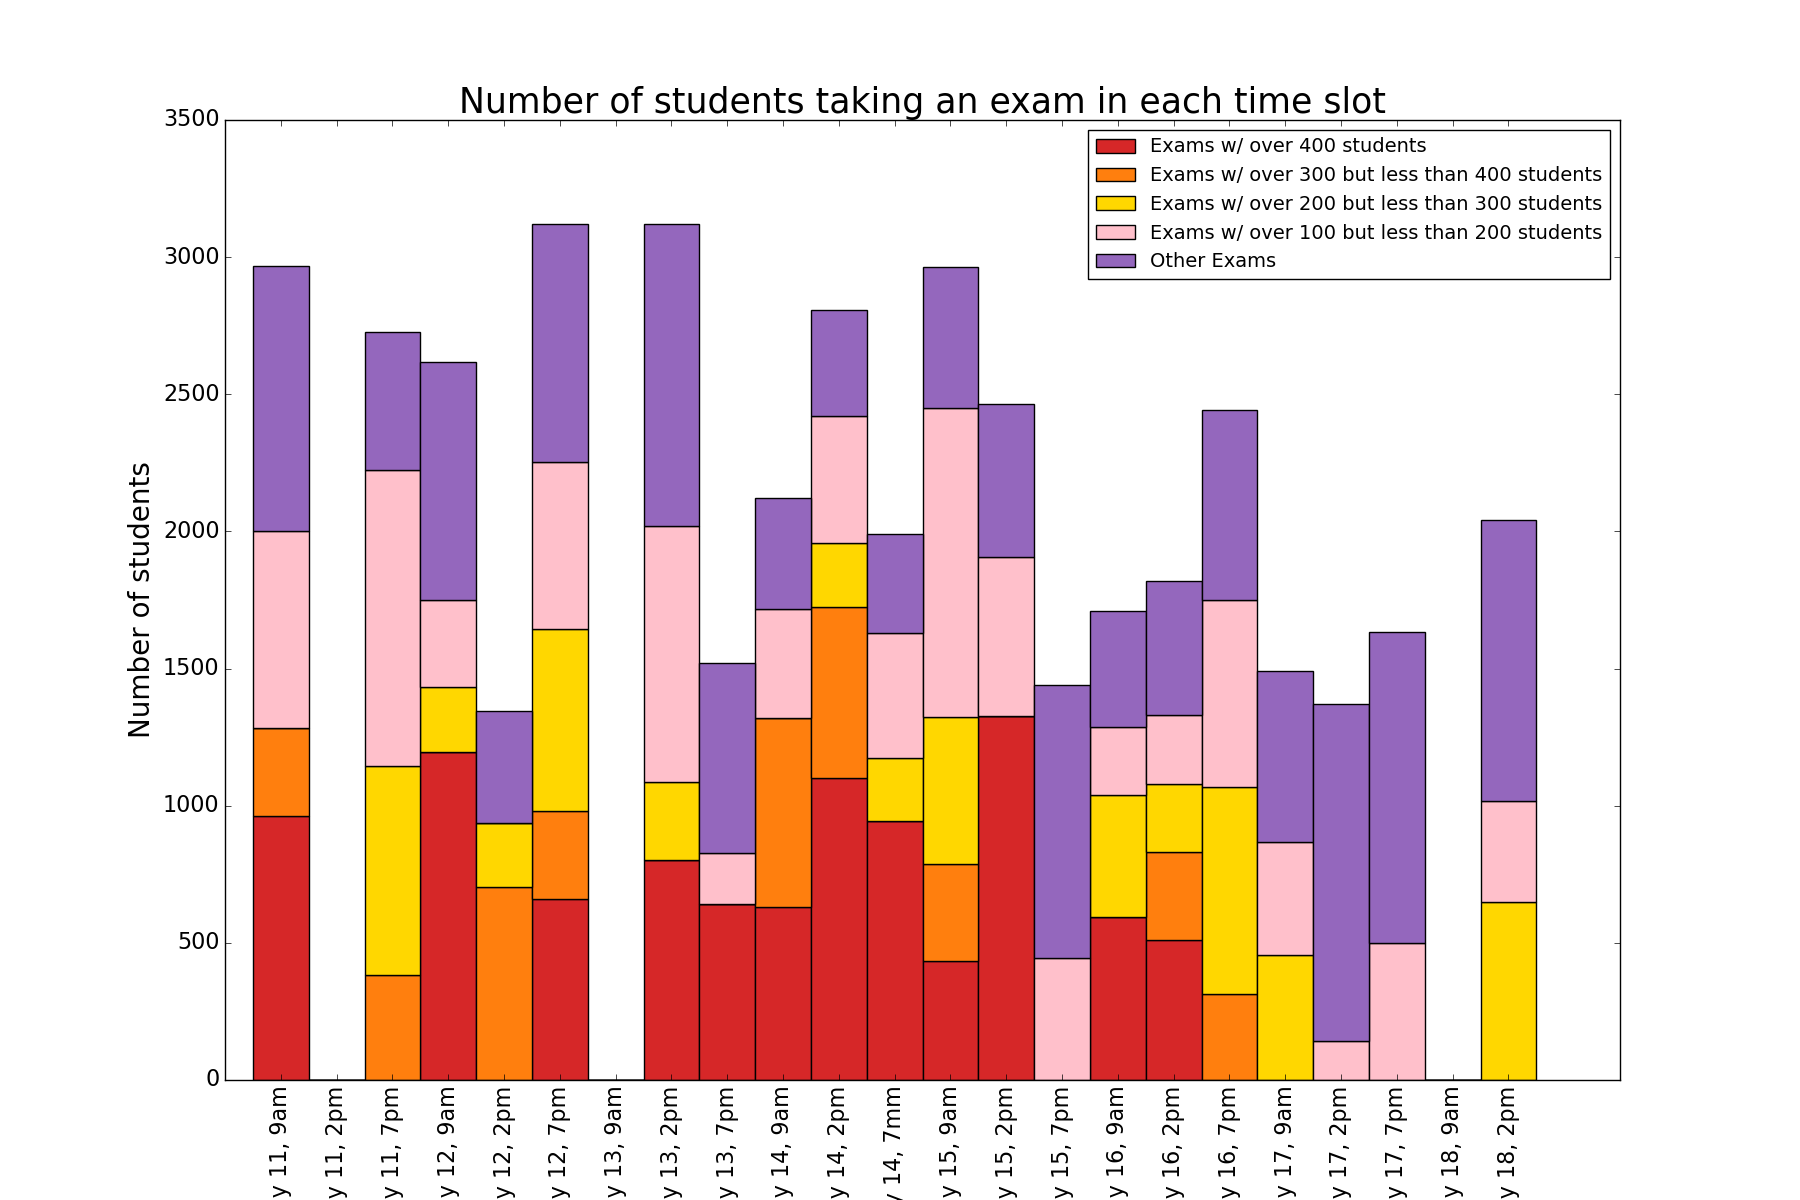 Number of students taking an exam in each time slot
3500
3000
2500
2000
1500
1000
500
0
Number of students
Exams w/ over 400 students
Exams w/ over 300 but less than 400 students
Exams w/ over 200 but less than 300 students
Exams w/ over 100 but less than 200 students
Other Exams
y 11, 9am
y 11, 2pm
y 11, 7pm
y 12, 9am
y 12, 2pm
y 12, 7pm
y 13, 9am
y 13, 2pm
y 13, 7pm
y 14, 9am
y 14, 2pm
y 14, 7mm
y 15, 9am
y 15, 2pm
y 15, 7pm
y 16, 9am
y 16, 2pm
y 16, 7pm
y 17, 9am
y 17, 2pm
y 17, 7pm
y 18, 9am
y 18, 2pm